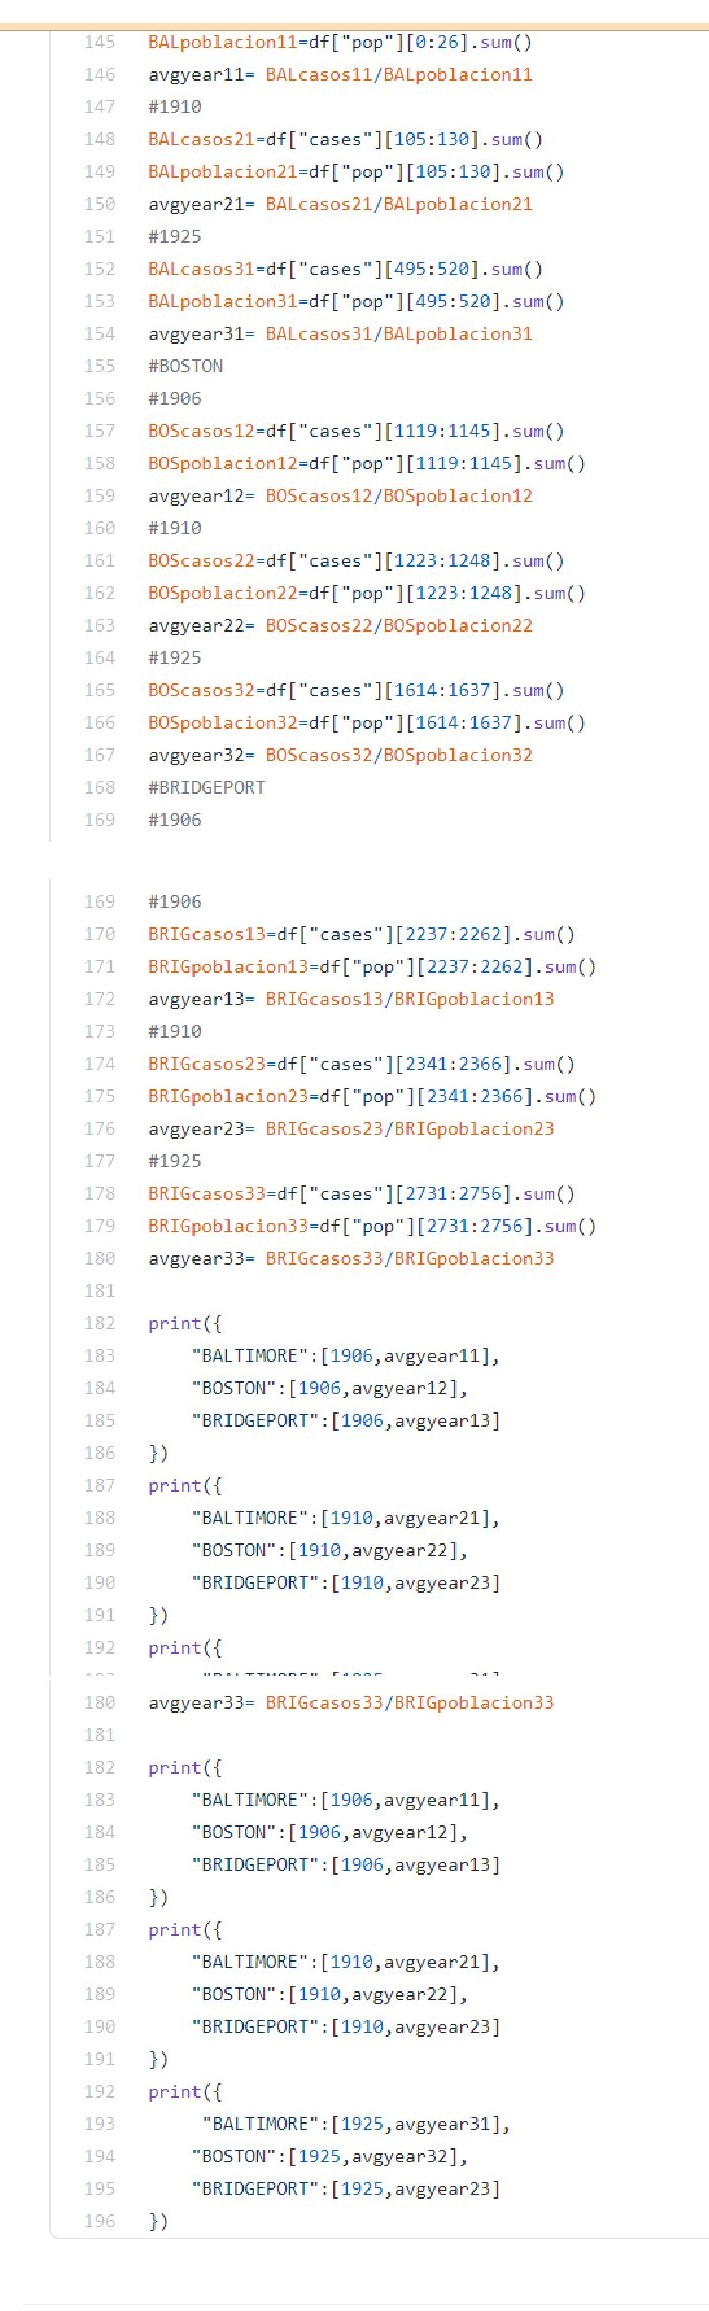 145 BALpoblacion11=df["pop"][0:26].sum()
146 avgyear11= BALcasos11/BALpoblacion11
147 #1910
148 BALcasos21=df["cases"][105:130].sum()
149 BALpoblacion21=df["pop"][105:130].sum()
150 avgyear21= BALcasos21/BALpoblacion21
151 #1925
152 BALcasos31=df["cases"][495:520].sum()
153 BALpoblacion31=df["pop"][495:520].sum()
154 avgyear31= BALcasos31/BALpoblacion31
155 #BOSTON
156 #1906
157 BOScasos12=df["cases"][1119:1145].sum()
158 BOSpoblacion12=df["pop"][1119:1145].sum()
159 avgyear12= BOScasos12/BOSpoblacion12
160 #1910
161 BOScasos22=df["cases"][1223:1248].sum()
162 BOSpoblacion22=df["pop"][1223:1248].sum()
163 avgyear22= BOScasos22/BOSpoblacion22
164 #1925
165 BOScasos32=df["cases"][1614:1637].sum()
166 BOSpoblacion32=df["pop"][1614:1637].sum()
167 avgyear32= BOScasos32/BOSpoblacion32
168 #BRIDGEPORT
169 #1906
169 #1906
170 BRIGcasos13=df["cases"][2237:2262].sum()
171 BRIGpoblacion13=df["pop"][2237:2262].sum()
172 avgyear13= BRIGcasos13/BRIGpoblacion13
173 #1910
174 BRIGcasos23=df["cases"][2341:2366].sum()
175 BRIGpoblacion23=df["pop"][2341:2366].sum()
176 avgyear23= BRIGcasos23/BRIGpoblacion23
177 #1925
178 BRIGcasos33=df["cases"][2731:2756].sum()
179 BRIGpoblacion33=df["pop"][2731:2756].sum()
180 avgyear33= BRIGcasos33/BRIGpoblacion33
181
182 print({
183 "BALTIMORE":[1906,avgyear11],
184 "BOSTON":[1906,avgyear12],
185 "BRIDGEPORT":[1906,avgyear13]
186 })
187 print({
188 "BALTIMORE":[1910,avgyear21],
189 "BOSTON":[1910,avgyear22],
190 "BRIDGEPORT":[1910,avgyear23]
191 })
192 print({
180 avgyear33= BRIGcasos33/BRIGpoblacion33
181
182 print({
183 "BALTIMORE":[1906,avgyear11],
184 "BOSTON":[1906,avgyear12],
185 "BRIDGEPORT":[1906,avgyear13]
186 })
187 print({
188 "BALTIMORE":[1910,avgyear21],
189 "BOSTON":[1910,avgyear22],
190 "BRIDGEPORT":[1910,avgyear23]
191 })
192 print({
193 "BALTIMORE":[1925,avgyear31],
194 "BOSTON":[1925,avgyear32],
195 "BRIDGEPORT":[1925,avgyear23]
196 })